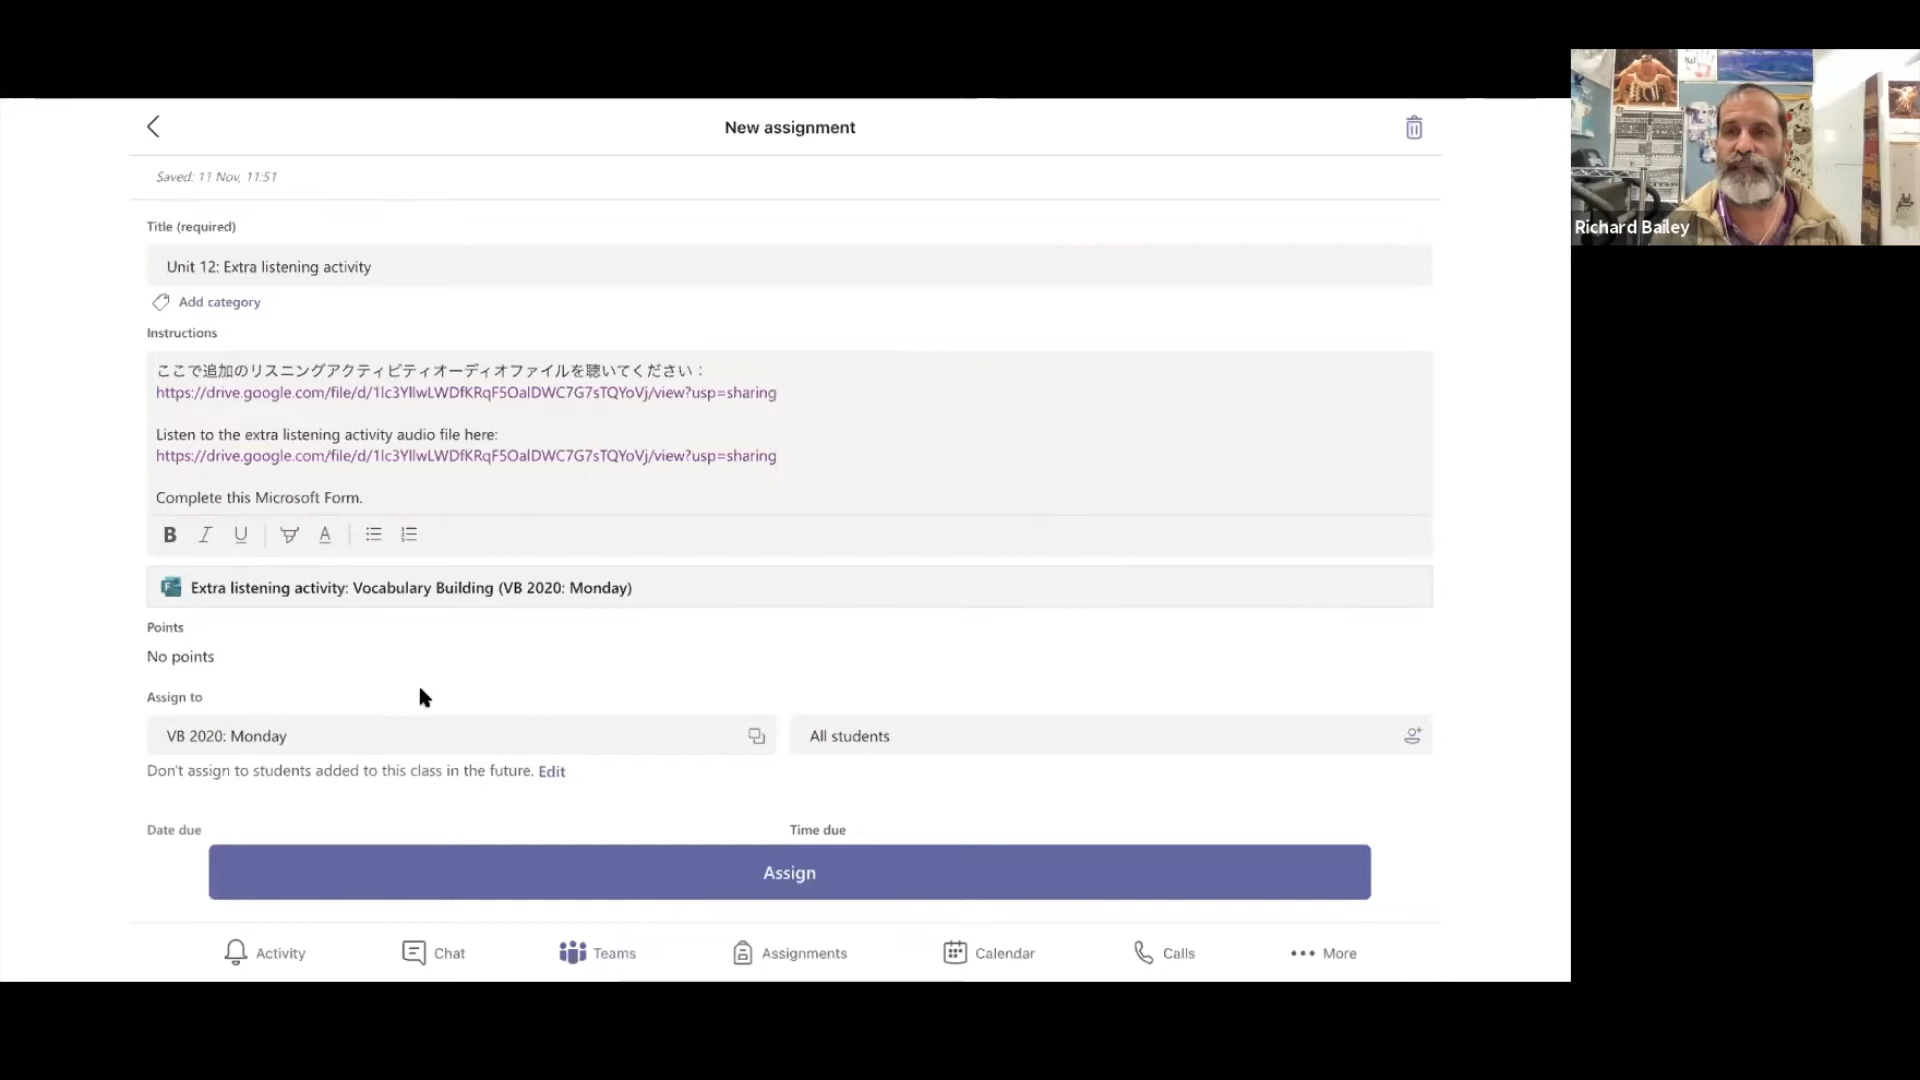 New assignment
Saved: 11 Nov, 11:51
Title (required)
Unit 12: Extra listening activity
Add category
Instructions
ここで追加のリスニングアクティビティオーディオファイルを聴いてください：
https://drive.google.com/file/d/1lc3YllwLWDfKRqF5OalDWC7G7sTQYoVj/view?usp=sharing
Listen to the extra listening activity audio file here:
https://drive.google.com/file/d/1lc3YllwLWDfKRqF5OalDWC7G7sTQYoVj/view?usp=sharing
Complete this Microsoft Form.
B I U A
Extra listening activity: Vocabulary Building (VB 2020: Monday)
Points
No points
Assign to
VB 2020: Monday
All students
Don't assign to students added to this class in the future. Edit
Date due
Time due
Assign
Activity
Chat
Teams
Assignments
Calendar
Calls
More
Richard Bailey